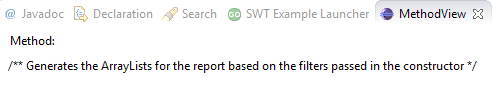 @ Javadoc Declaration Search GO SWT Example Launcher MethodView
Method:
/** Generates the ArrayLists for the report based on the filters passed in the constructor */